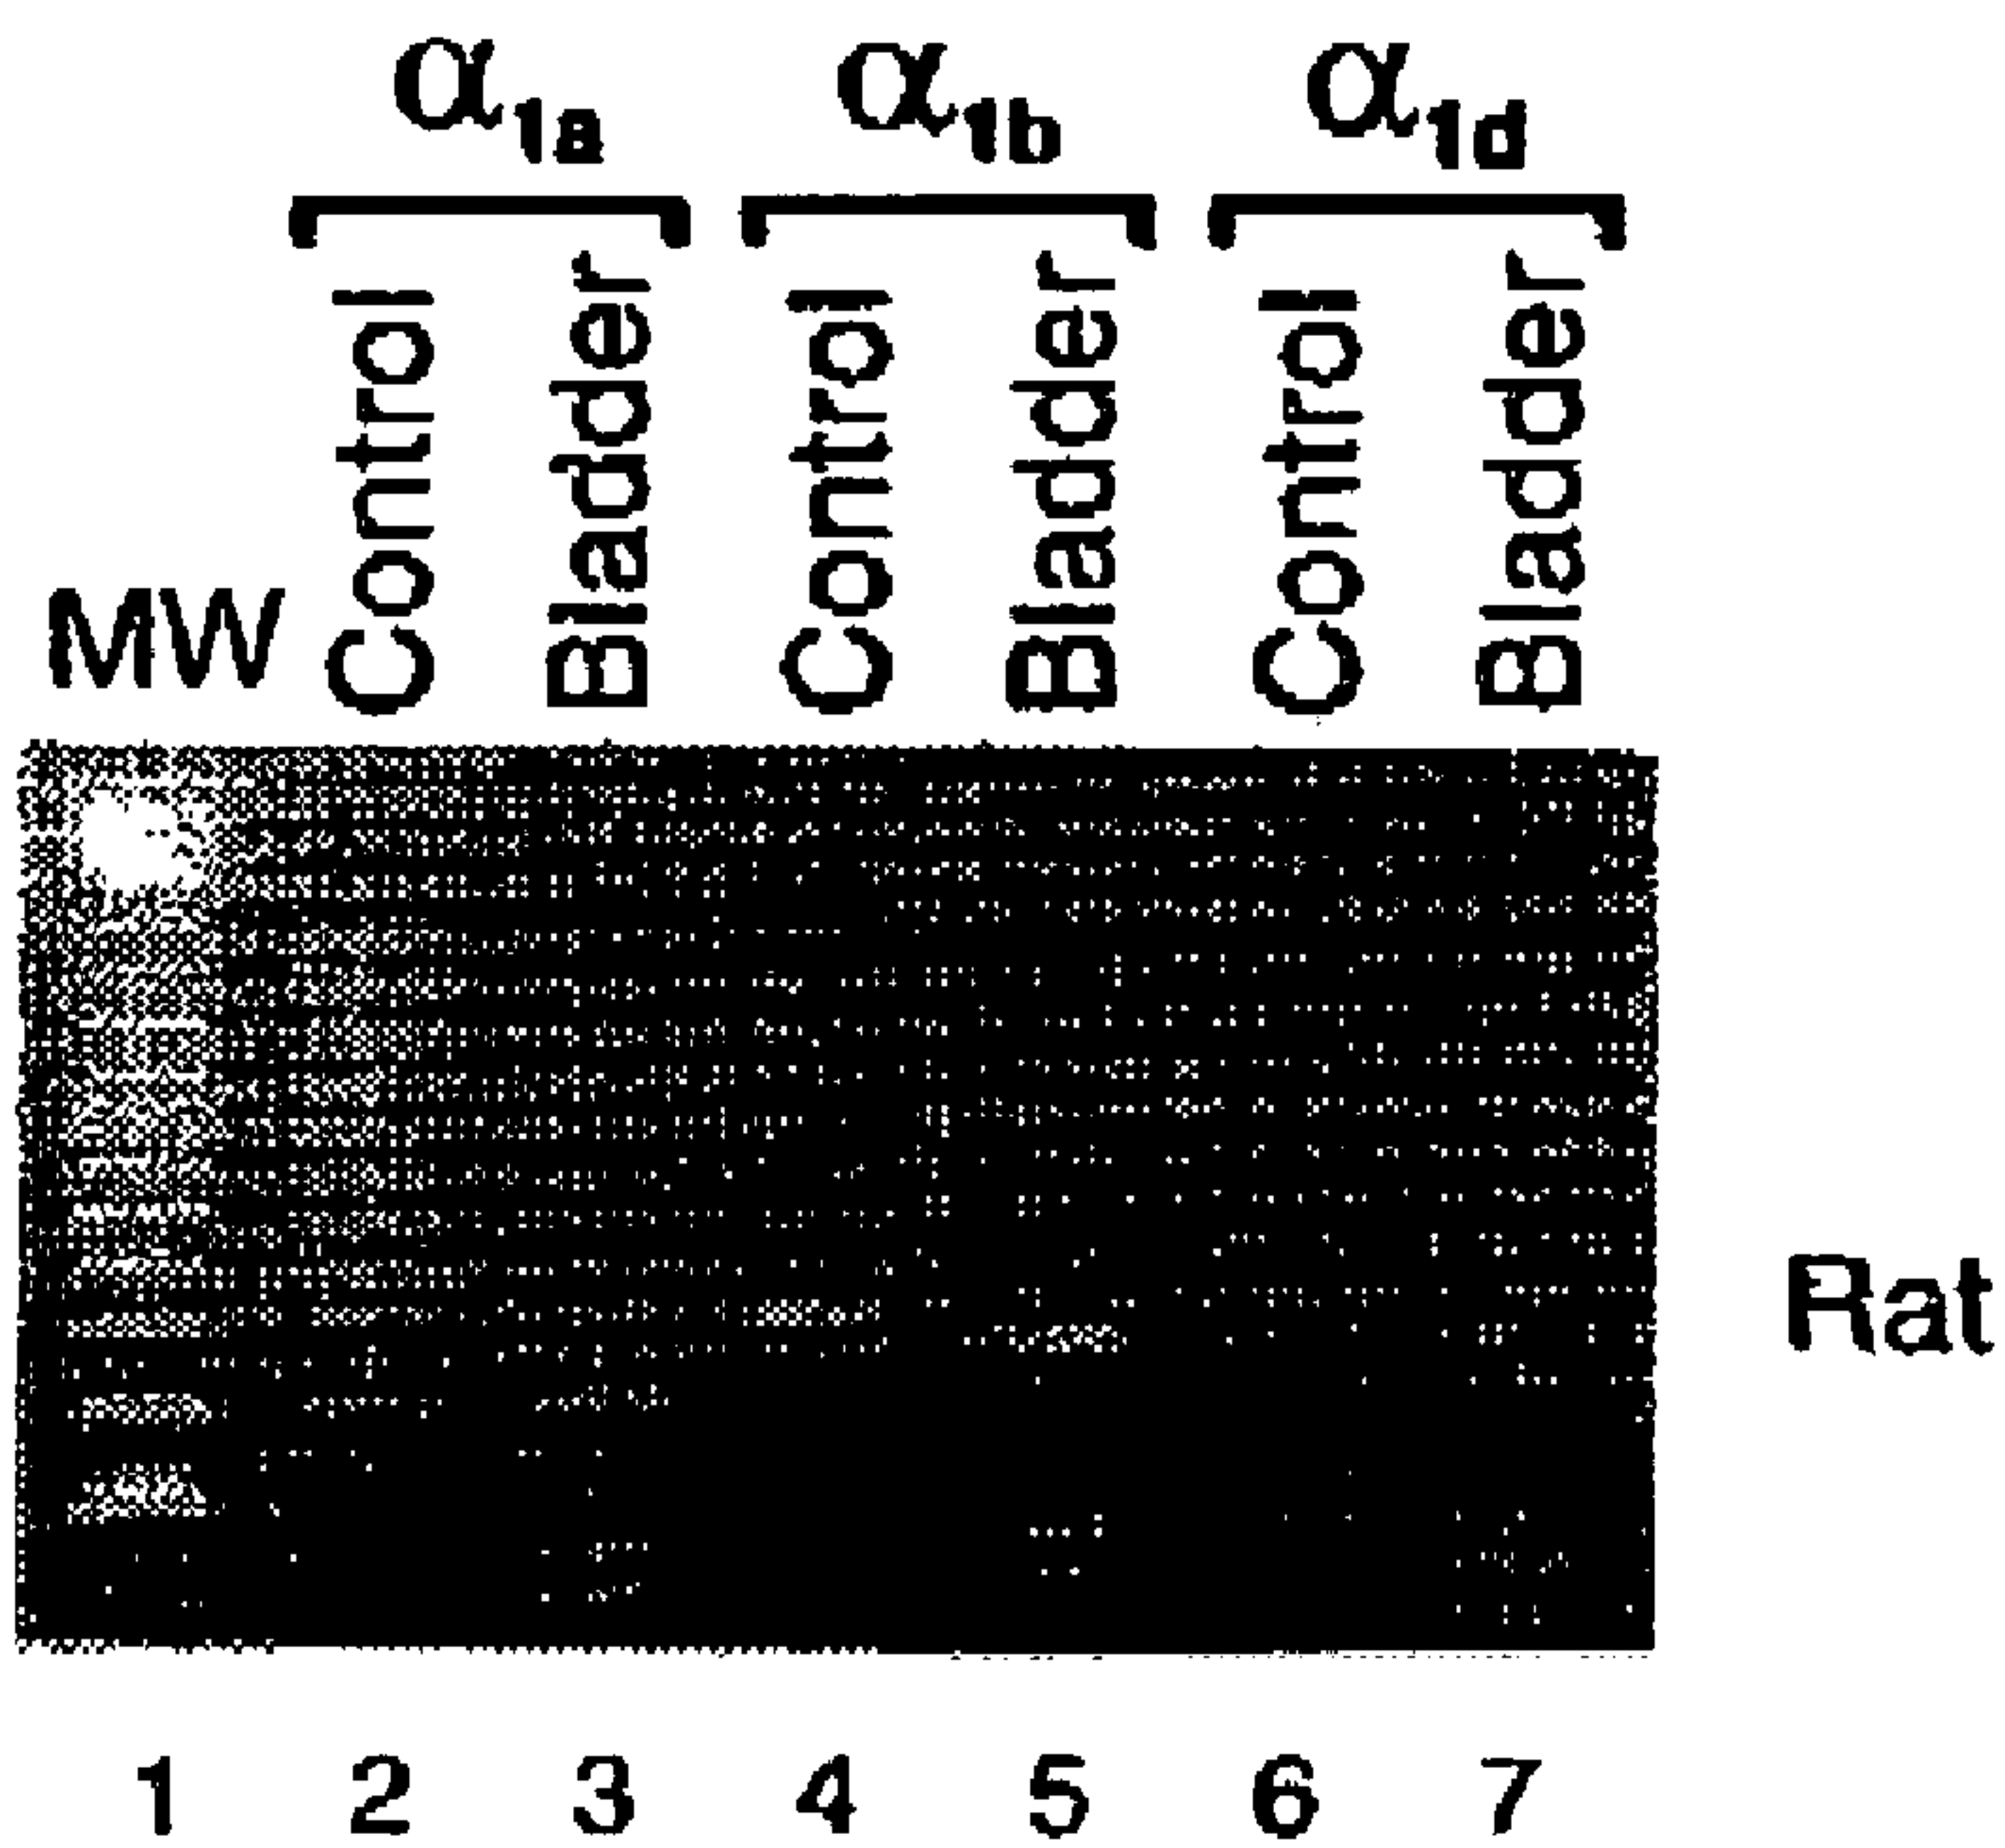 α1a α1b α1d
MW Control Bladder Control Bladder Control Bladder
Rat
1 2 3 4 5 6 7